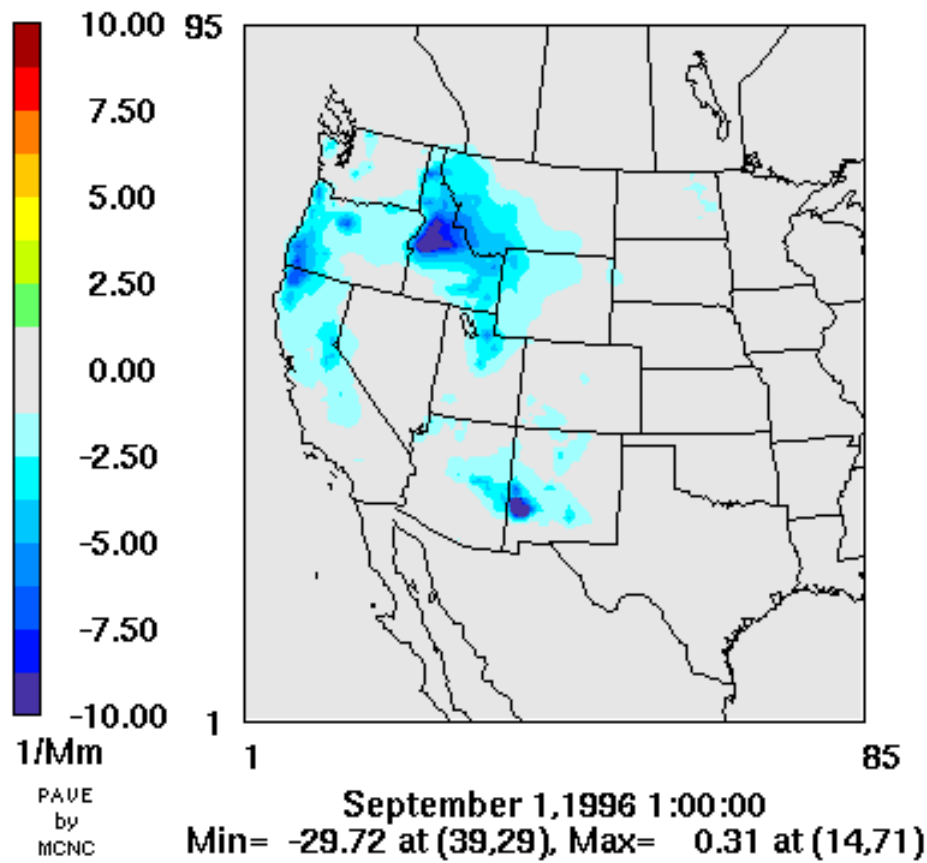 10.00
7.50
5.00
2.50
0.00
-2.50
-5.00
-7.50
-10.00
1/Mm
PAVE
by
MCNC
95
1
1
85
September 1,1996 1:00:00
Min= -29.72 at (39,29), Max= 0.31 at (14,71)